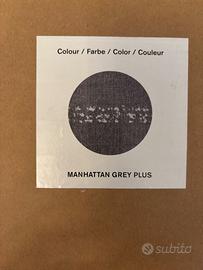 Colour / Farbe / Color / Couleur
MANHATTAN GREY PLUS
subito